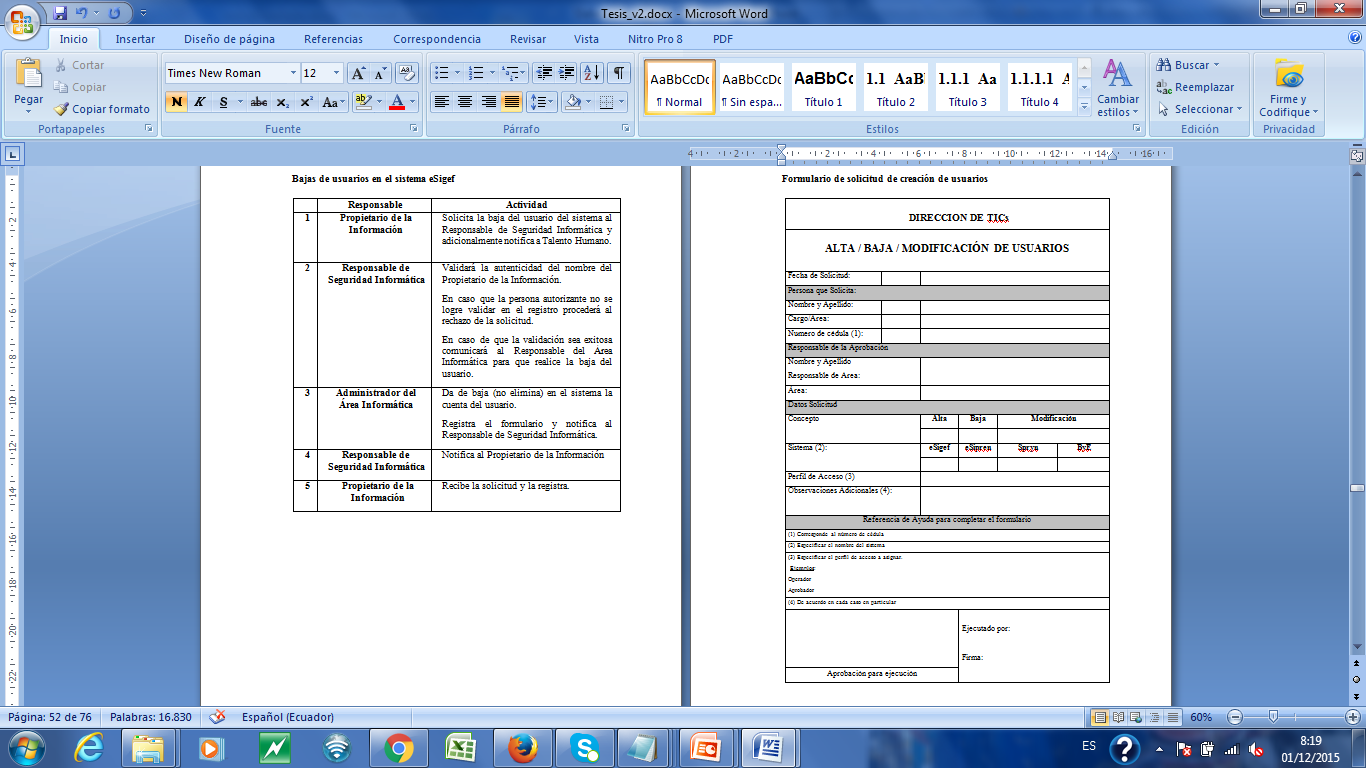 Tesis_v2.docx - Microsoft Word
Inicio Insertar Diseño de página Referencias Correspondencia Revisar Vista Nitro Pro 8 PDF
Pegar
Cortar
Copiar
Copiar formato
Portapapeles
Times New Roman 12
N K S abc x₂ x² Aa
Fuente
Párrafo
AaBbCcDc AaBbCcDc AaBbCc 1.1 AaB 1.1.1 Aa 1.1.1.1 A
¶ Normal ¶ Sin espa... Título 1 Título 2 Título 3 Título 4
Cambiar estilos
Estilos
Buscar
Reemplazar
Seleccionar
Edición
Firme y Codifique
Privacidad
Bajas de usuarios en el sistema eSigef
Responsable Actividad
1 Propietario de la Información
Solicita la baja del usuario del sistema al
Responsable de Seguridad Informática y
adicionalmente notifica a Talento Humano.
2 Responsable de Seguridad Informática
Validará la autenticidad del nombre del
Propietario de la Información.
En caso que la persona autorizante no se
logre validar en el registro procederá al
rechazo de la solicitud.
En caso de que la validación sea exitosa
comunicará al Responsable del Area
Informática para que realice la baja del
usuario.
3 Administrador del Área Informática
Da de baja (no elimina) en el sistema la
cuenta del usuario.
Registra el formulario y notifica al
Responsable de Seguridad Informática.
4 Responsable de Seguridad Informática
Notifica al Propietario de la Información
5 Propietario de la Información
Recibe la solicitud y la registra.
Formulario de solicitud de creación de usuarios
DIRECCION DE TICs
ALTA / BAJA / MODIFICACIÓN DE USUARIOS
Fecha de Solicitud:
Persona que Solicita:
Nombre y Apellido:
Cargo/Area:
Numero de cédula (1):
Responsable de la Aprobación
Nombre y Apellido
Responsable de Area:
Area:
Datos Solicitud
Concepto Alta Baja Modificación
Sistema (2): eSigef eSipren Spryn ByE
Perfil de Acceso (3)
Observaciones Adicionales (4):
Referencia de Ayuda para completar el formulario
(1) Corresponde al número de cédula
(2) Especificar el nombre del sistema
(3) Especificar el perfil de acceso a asignar.
Ejemplos:
Operador
Aprobador
(4) De acuerdo en cada caso en particular
Ejecutado por:
Firma:
Aprobación para ejecución
Página: 52 de 76 Palabras: 16.830 Español (Ecuador) 60%
ES
8:19
01/12/2015